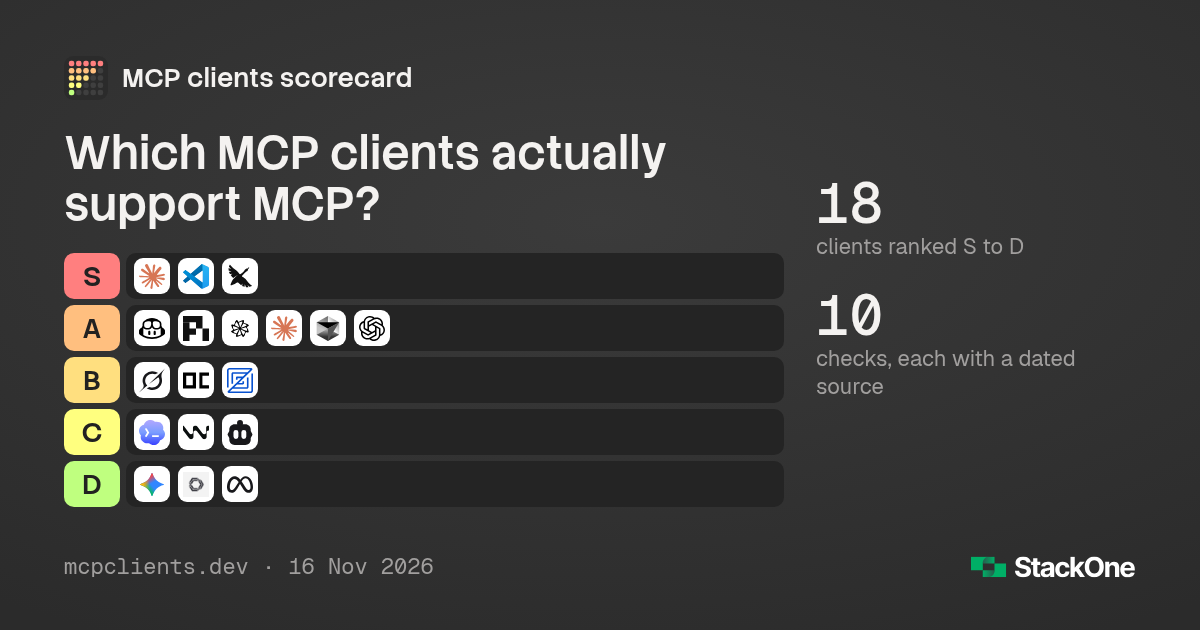 MCP clients scorecard
Which MCP clients actually
support MCP?
S
A
B
C
D
18
clients ranked S to D
10
checks, each with a dated
source
mcpclients.dev · 16 Nov 2026
StackOne